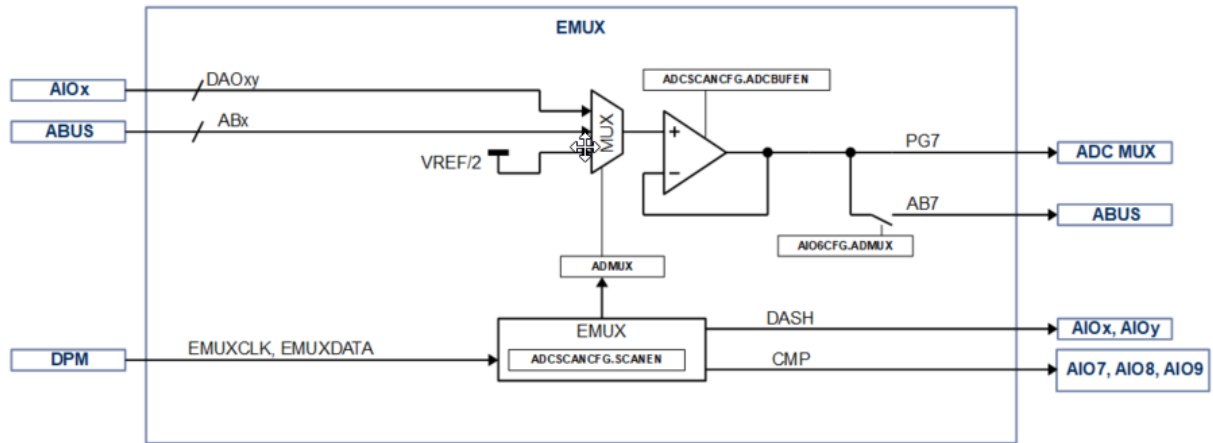 EMUX
AIOx
DAOxy
ADCSCANCFG.ADCBUFEN
ABUS
ABx
MUX
VREF/2
+
−
PG7
ADC MUX
AB7
ABUS
AIO6CFG.ADMUX
ADMUX
EMUX
DASH
AIOx, AIOy
DPM
EMUXCLK, EMUXDATA
ADCSCANCFG.SCANEN
CMP
AIO7, AIO8, AIO9